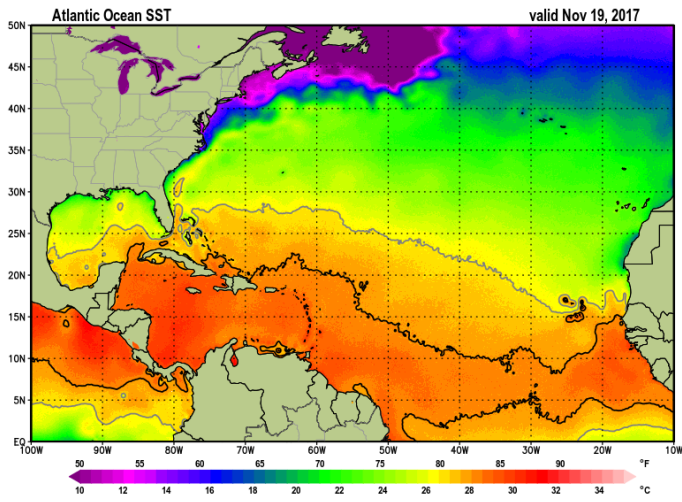 Atlantic Ocean SST valid Nov 19, 2017
50N
45N
40N
35N
30N
25N
20N
15N
10N
5N
EQ
100W 90W 80W 70W 60W 50W 40W 30W 20W 10W
50 55 60 65 70 75 80 85 90 °F
10 12 14 16 18 20 22 24 26 28 30 32 34 °C